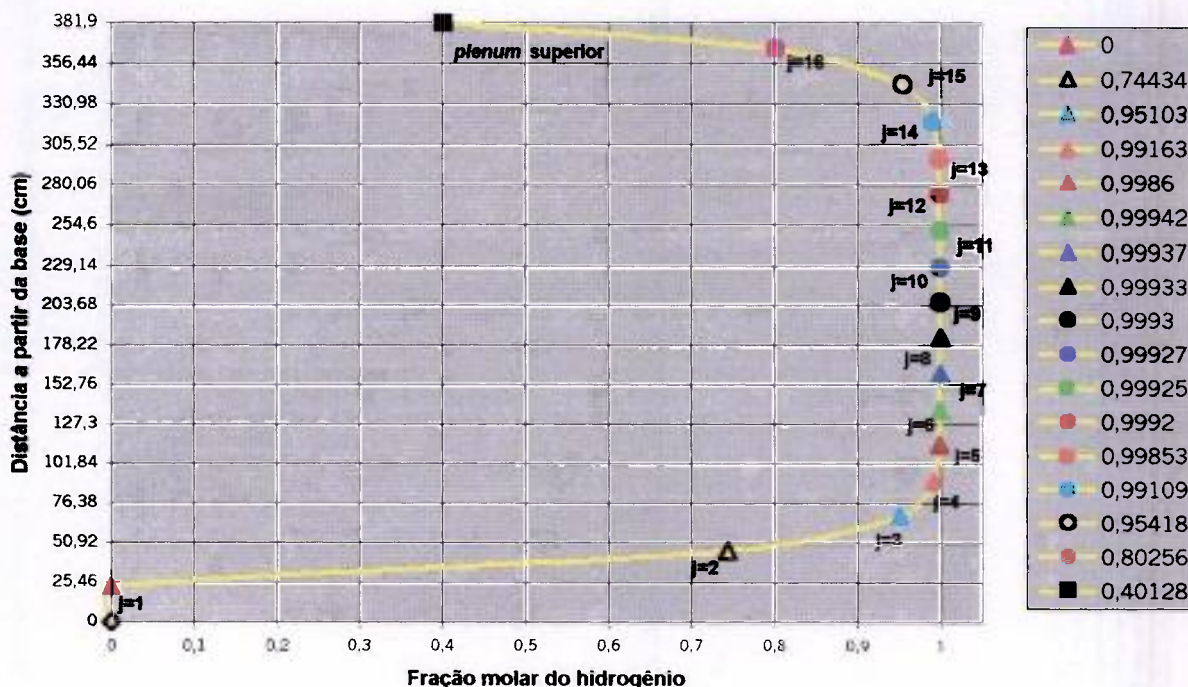 381,9
356,44
330,98
305,52
280,06
254,6
229,14
203,68
178,22
152,76
127,3
101,84
76,38
50,92
25,46
0
Distância a partir da base (cm)
plenum superior
j=16
j=15
j=14
j=13
j=12
j=11
j=10
j=9
j=8
j=7
j=6
j=5
j=4
j=3
j=2
j=1
0 0,1 0,2 0,3 0,4 0,5 0,6 0,7 0,8 0,9 1
Fração molar do hidrogênio
0
0,74434
0,95103
0,99163
0,9986
0,99942
0,99937
0,99933
0,9993
0,99927
0,99925
0,9992
0,99853
0,99109
0,95418
0,80256
0,40128